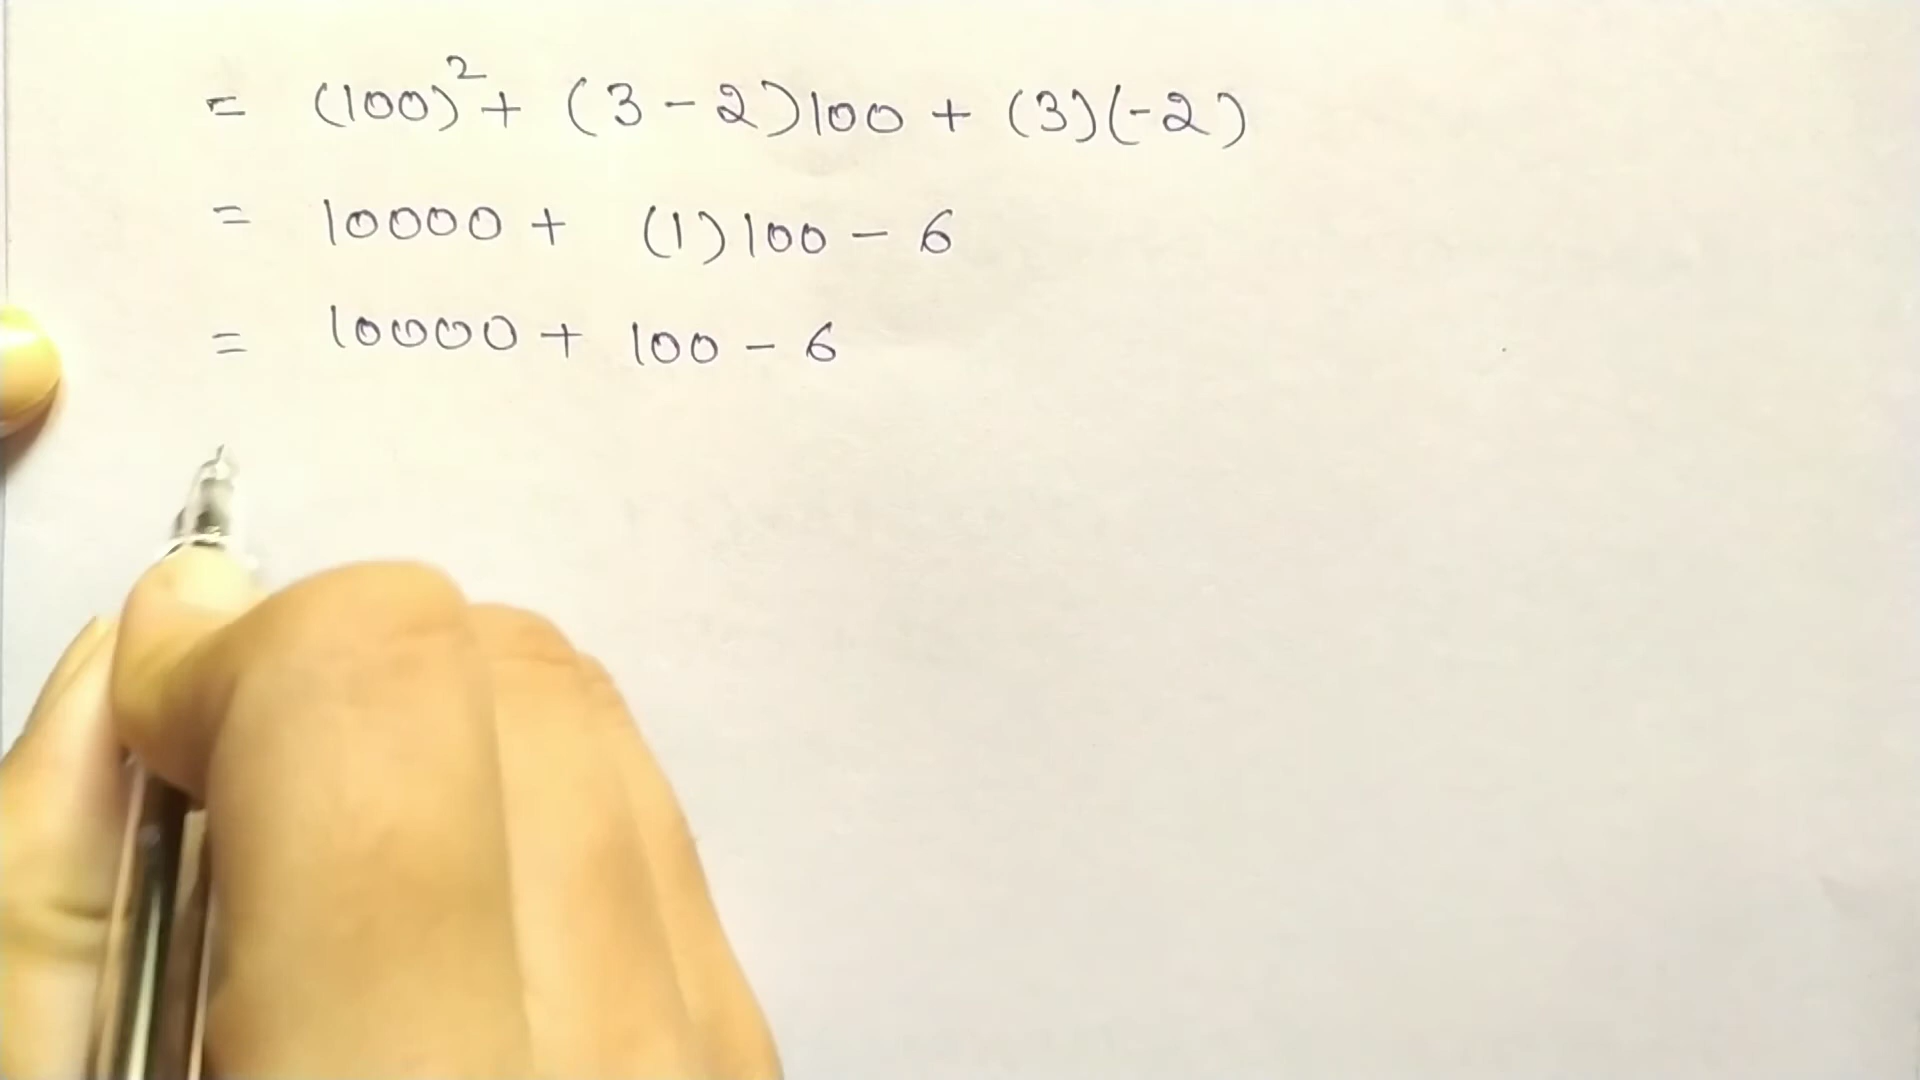 = (100)² + (3 - 2)100 + (3)(-2)
= 10000 + (1)100 - 6
= 10000 + 100 - 6